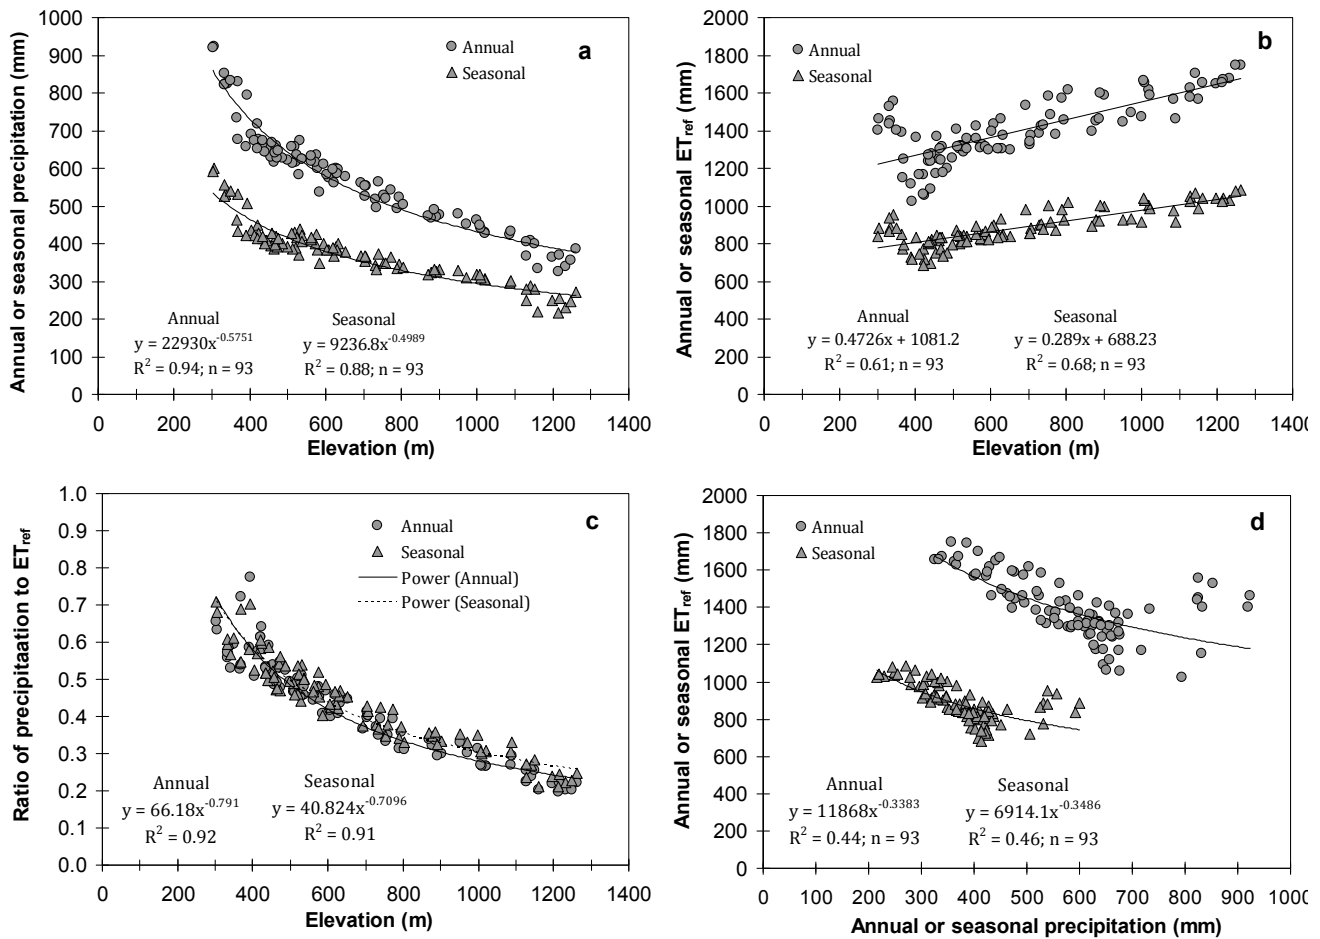 a
Annual
Seasonal
Annual or seasonal precipitation (mm)
1000
900
800
700
600
500
400
300
200
100
0
Annual
y = 22930x^-0.5751
R² = 0.94; n = 93
Seasonal
y = 9236.8x^-0.4989
R² = 0.88; n = 93
0 200 400 600 800 1000 1200 1400
Elevation (m)
b
Annual
Seasonal
Annual or seasonal ETref (mm)
2000
1800
1600
1400
1200
1000
800
600
400
200
0
Annual
y = 0.4726x + 1081.2
R² = 0.61; n = 93
Seasonal
y = 0.289x + 688.23
R² = 0.68; n = 93
0 200 400 600 800 1000 1200 140
Elevation (m)
c
Annual
Seasonal
Power (Annual)
Power (Seasonal)
Ratio of precipitaation to ETref
1.0
0.9
0.8
0.7
0.6
0.5
0.4
0.3
0.2
0.1
0.0
Annual
y = 66.18x^-0.791
R² = 0.92
Seasonal
y = 40.824x^-0.7096
R² = 0.91
0 200 400 600 800 1000 1200 1400
Elevation (m)
d
Annual
Seasonal
Annual or seasonal ETref (mm)
2000
1800
1600
1400
1200
1000
800
600
400
200
0
Annual
y = 11868x^-0.3383
R² = 0.44; n = 93
Seasonal
y = 6914.1x^-0.3486
R² = 0.46; n = 93
0 100 200 300 400 500 600 700 800 900 100
Annual or seasonal precipitation (mm)